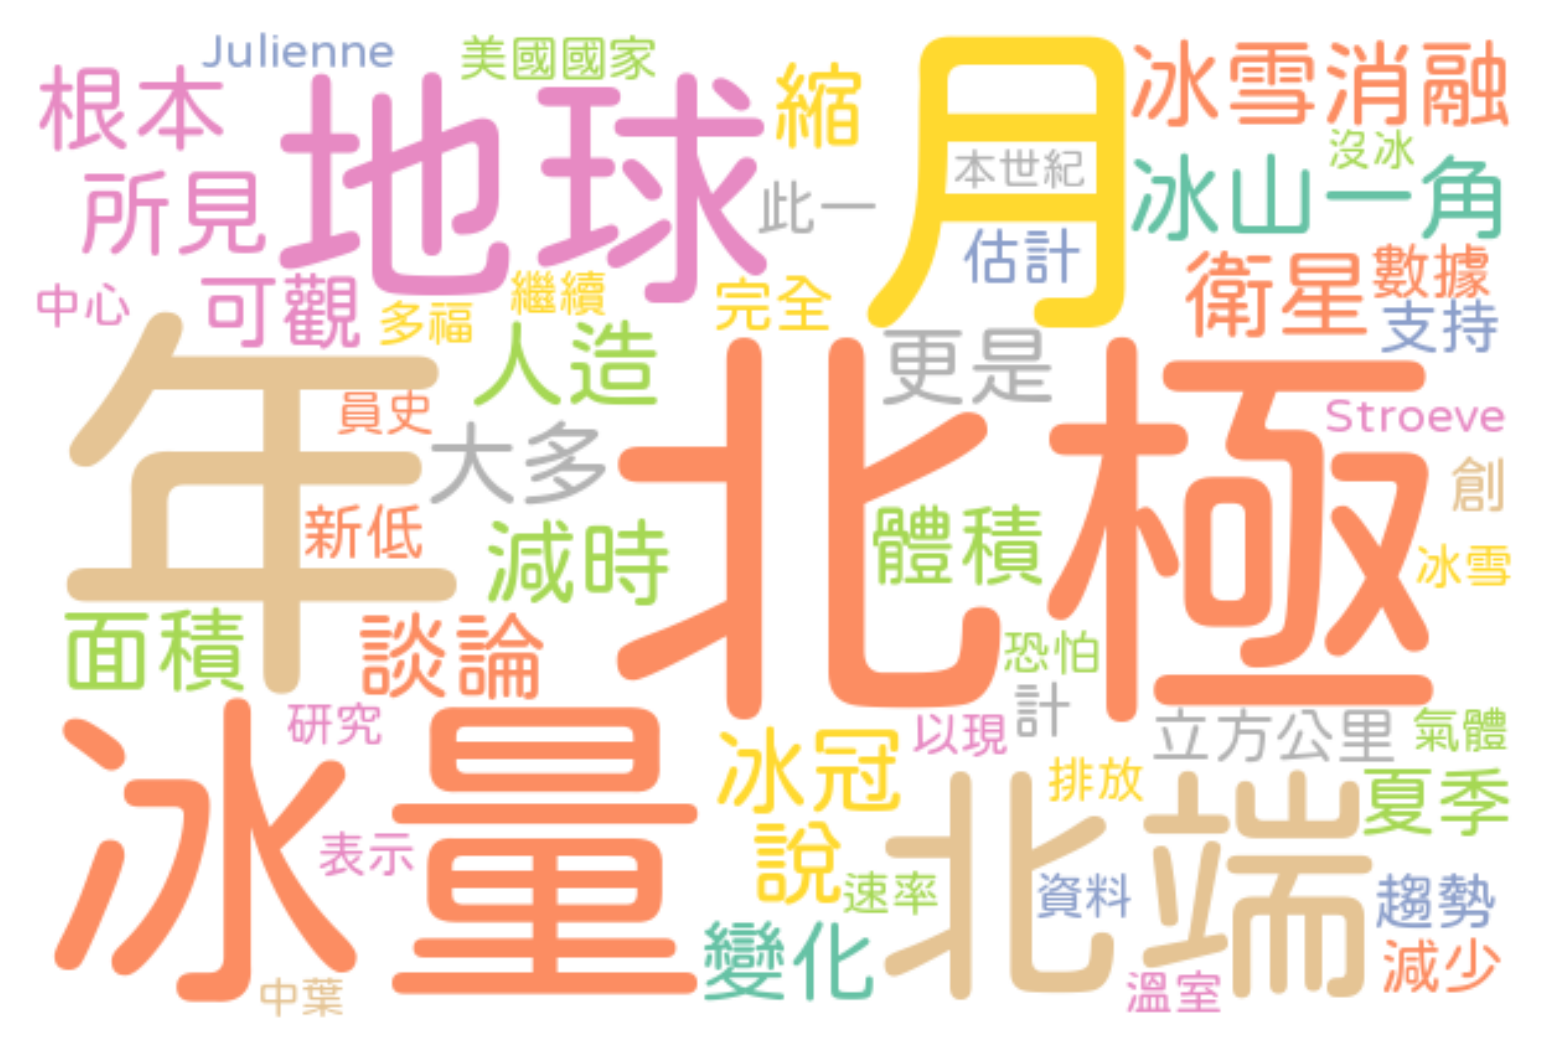 Julienne
美國國家
根本
地球
縮
月
冰雪消融
沒冰
本世紀
所見
此一
冰山一角
估計
衛星
數據
中心
可觀
多福
繼續
完全
支持
年
人造
更是
北極
員史
大多
Stroeve
創
新低
減時
體積
冰雪
面積
談論
恐怕
計
冰量
研究
冰冠
以現
立方公里
氣體
排放
夏季
北端
表示
說
速率
資料
趨勢
變化
減少
中葉
溫室